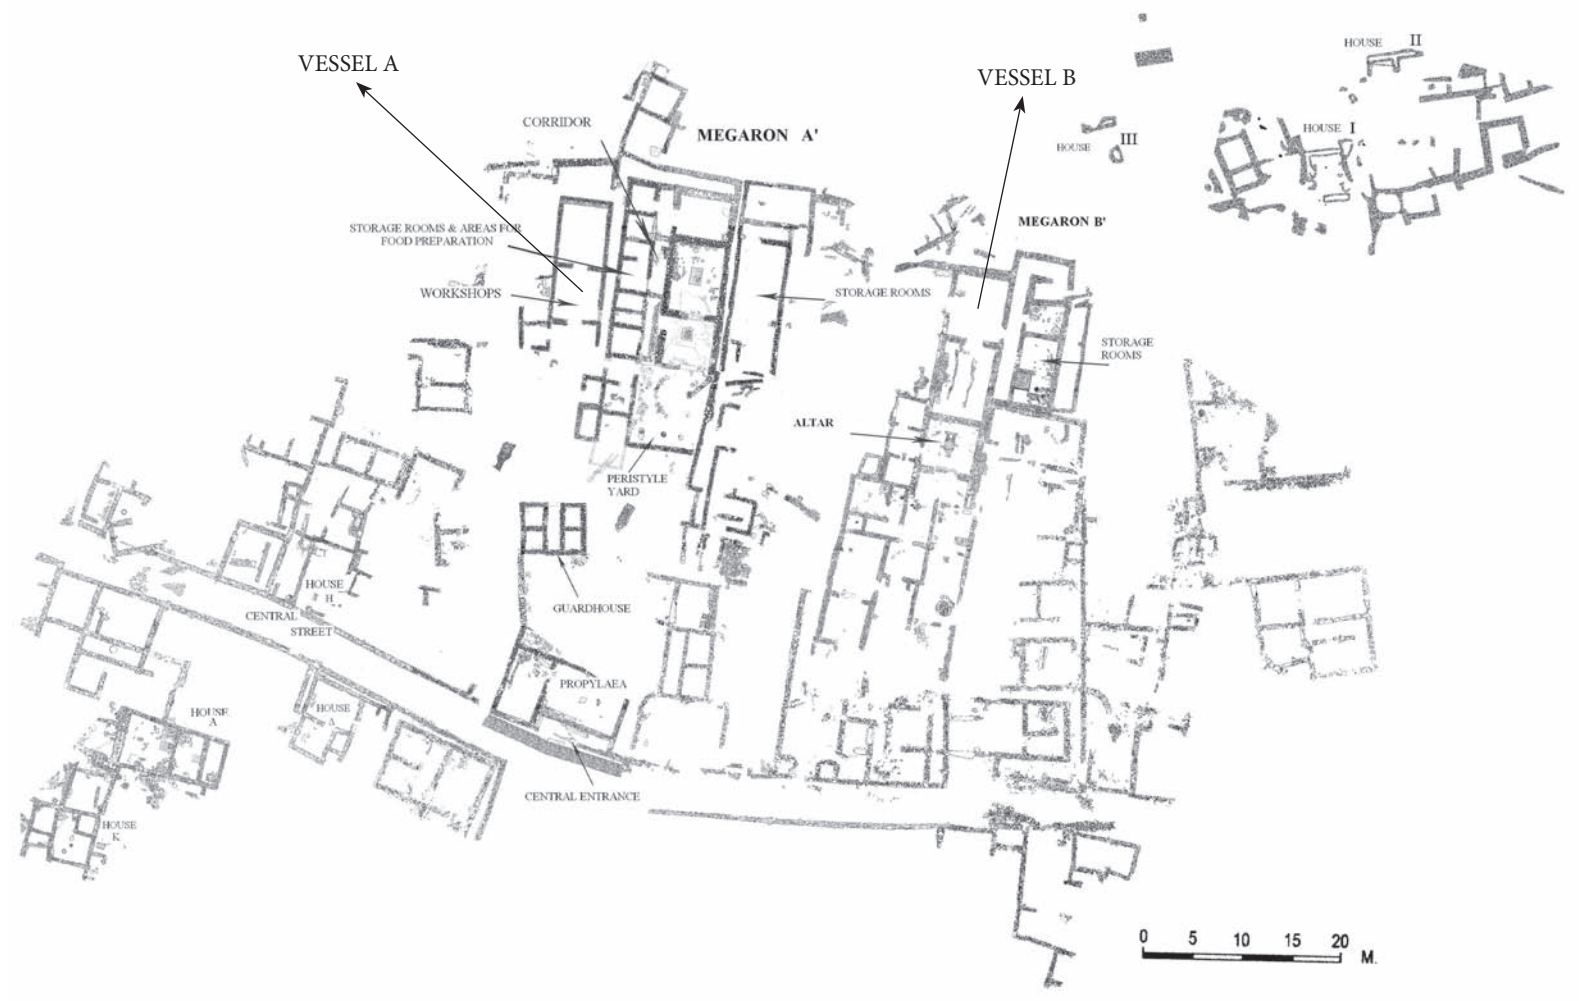 VESSEL A
VESSEL B
HOUSE II
CORRIDOR
MEGARON A'
HOUSE I
HOUSE III
STORAGE ROOMS & AREAS FOR
FOOD PREPARATION
MEGARON B'
WORKSHOPS
STORAGE ROOMS
STORAGE
ROOMS
ALTAR
PERISTYLE
YARD
HOUSE
H
GUARDHOUSE
CENTRAL
STREET
PROPYLAEA
HOUSE
A
HOUSE
CENTRAL ENTRANCE
HOUSE
K
0 5 10 15 20
M.